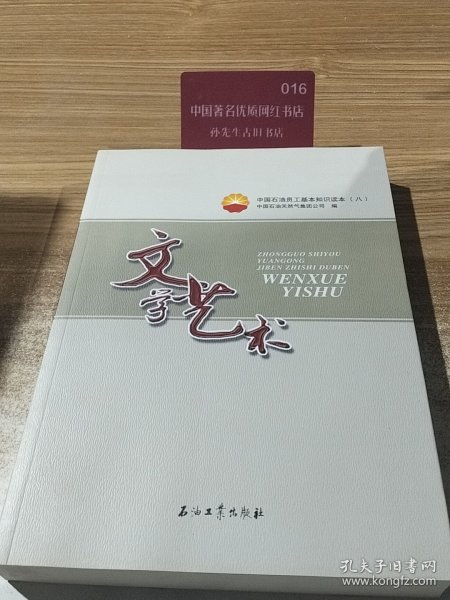 016
中国著名优质网红书店
孙先生古旧书店
中国石油员工基本知识读本（八）
中国石油天然气集团公司 编
ZHONGGUO SHIYOU
YUANGONG
JIBEN ZHISHI DUBEN
WENXUE
YISHU
文学艺术
石油工业出版社
孔夫子旧书网
www.kongfz.com